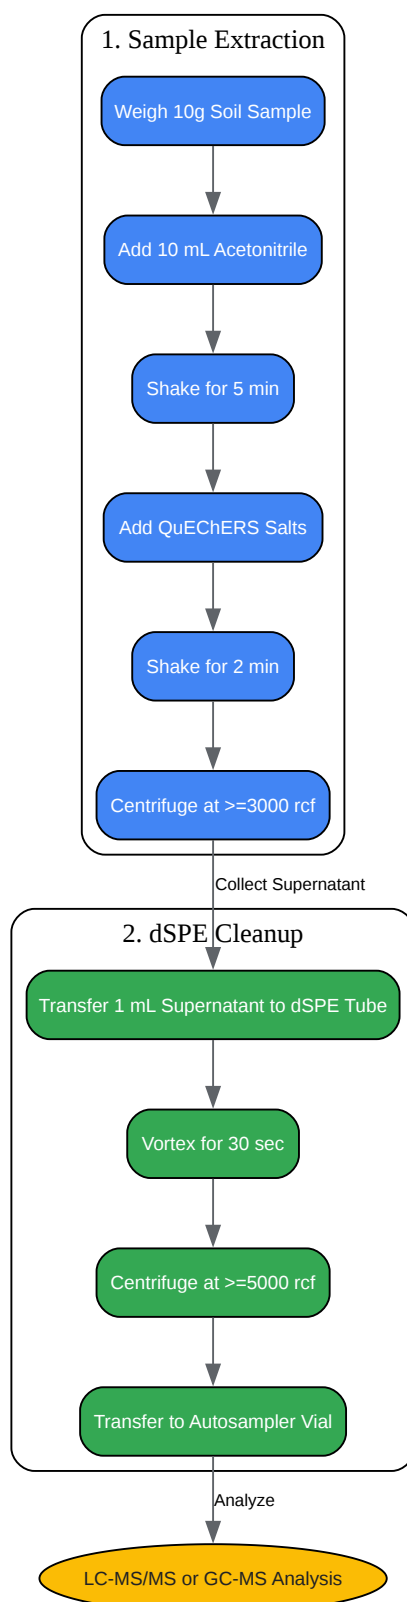 1. Sample Extraction
Weigh 10g Soil Sample
Add 10 mL Acetonitrile
Shake for 5 min
Add QuEChERS Salts
Shake for 2 min
Centrifuge at >=3000 rcf
Collect Supernatant
2. dSPE Cleanup
Transfer 1 mL Supernatant to dSPE Tube
Vortex for 30 sec
Centrifuge at >=5000 rcf
Transfer to Autosampler Vial
Analyze
LC-MS/MS or GC-MS Analysis